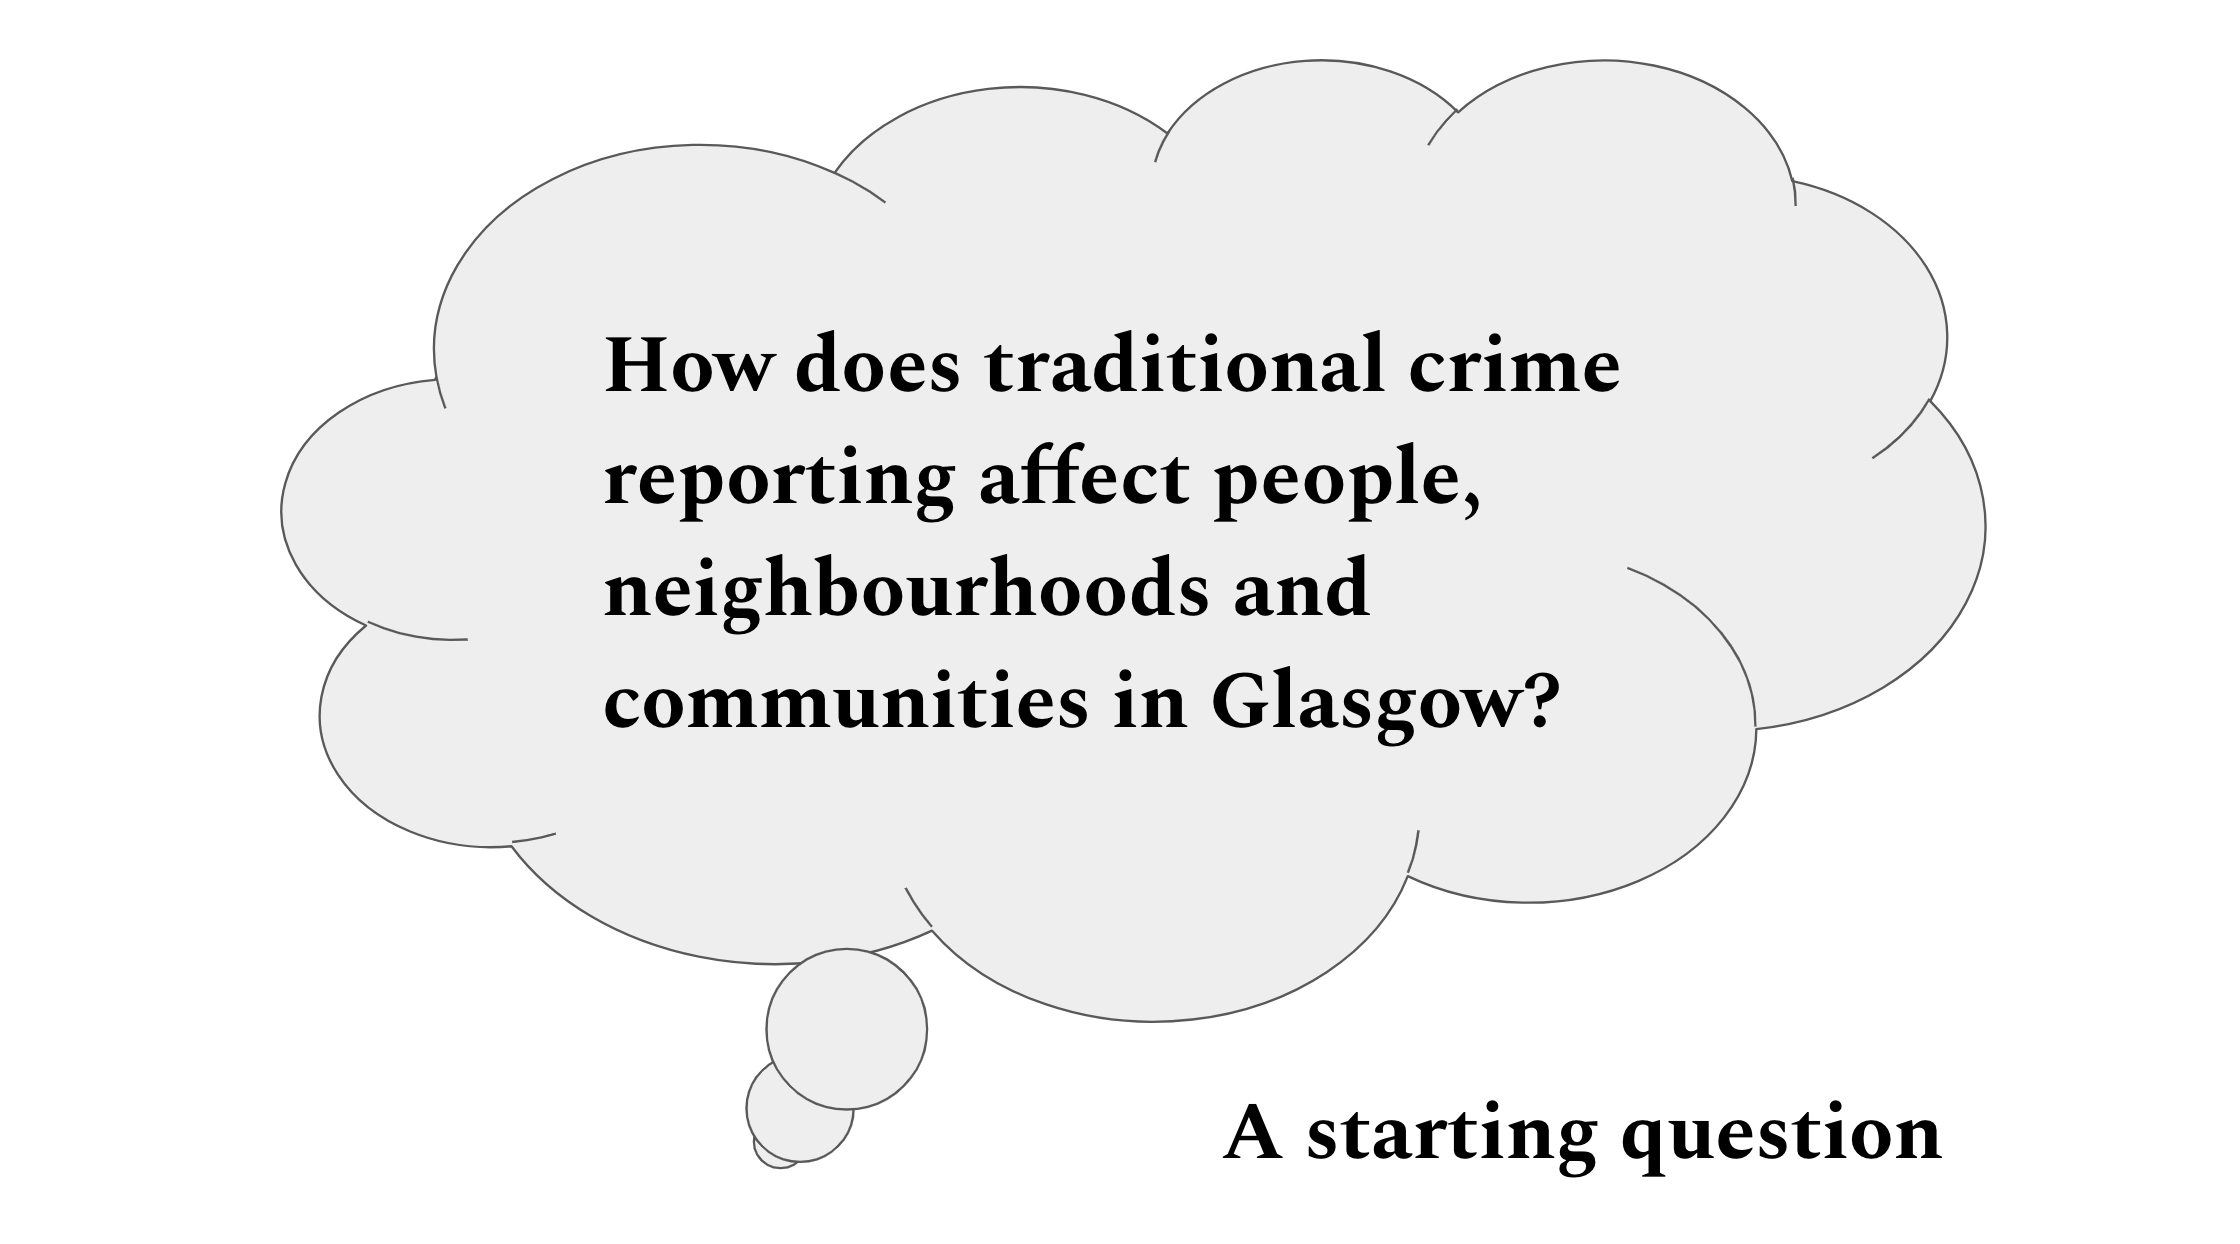 How does traditional crime
reporting affect people,
neighbourhoods and
communities in Glasgow?
A starting question